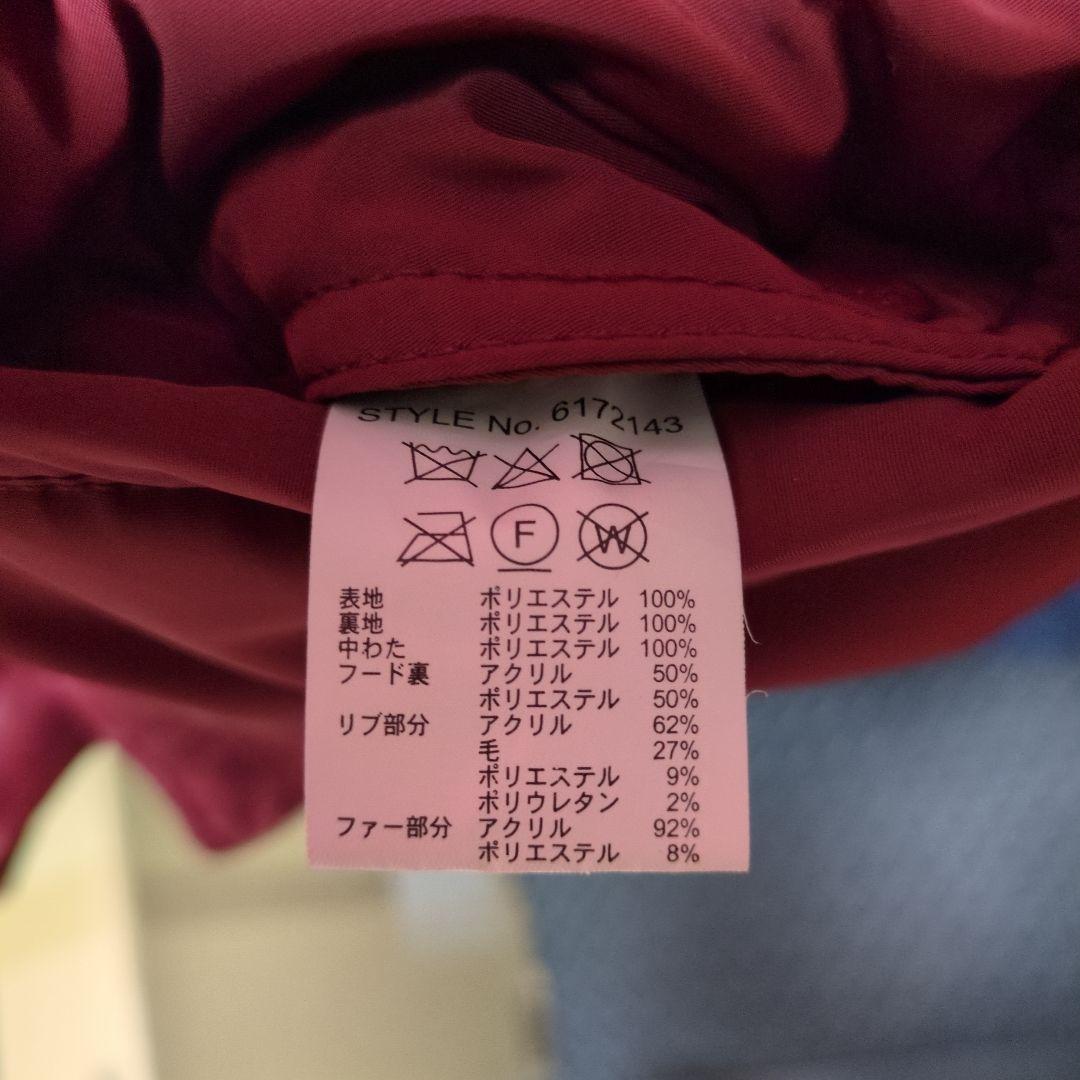 STYLE No. 6172143
F W
表地 ポリエステル 100%
裏地 ポリエステル 100%
中わた ポリエステル 100%
フード裏 アクリル 50%
ポリエステル 50%
リブ部分 アクリル 62%
毛 27%
ポリエステル 9%
ポリウレタン 2%
ファー部分 アクリル 92%
ポリエステル 8%